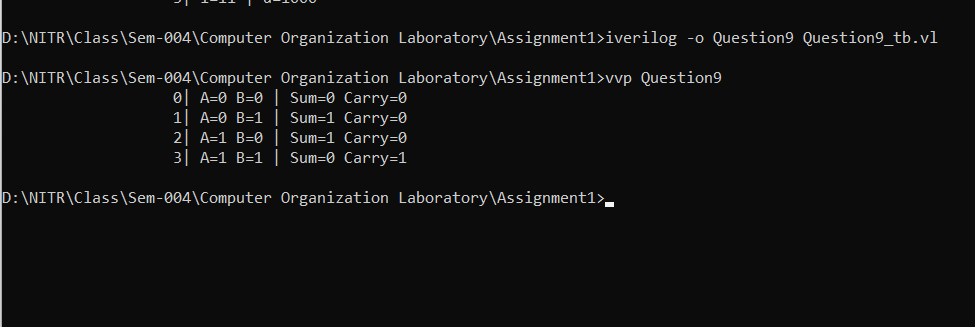 D:\NITR\Class\Sem-004\Computer Organization Laboratory\Assignment1>iverilog -o Question9 Question9_tb.vl
D:\NITR\Class\Sem-004\Computer Organization Laboratory\Assignment1>vvp Question9
0| A=0 B=0 | Sum=0 Carry=0
1| A=0 B=1 | Sum=1 Carry=0
2| A=1 B=0 | Sum=1 Carry=0
3| A=1 B=1 | Sum=0 Carry=1
D:\NITR\Class\Sem-004\Computer Organization Laboratory\Assignment1>